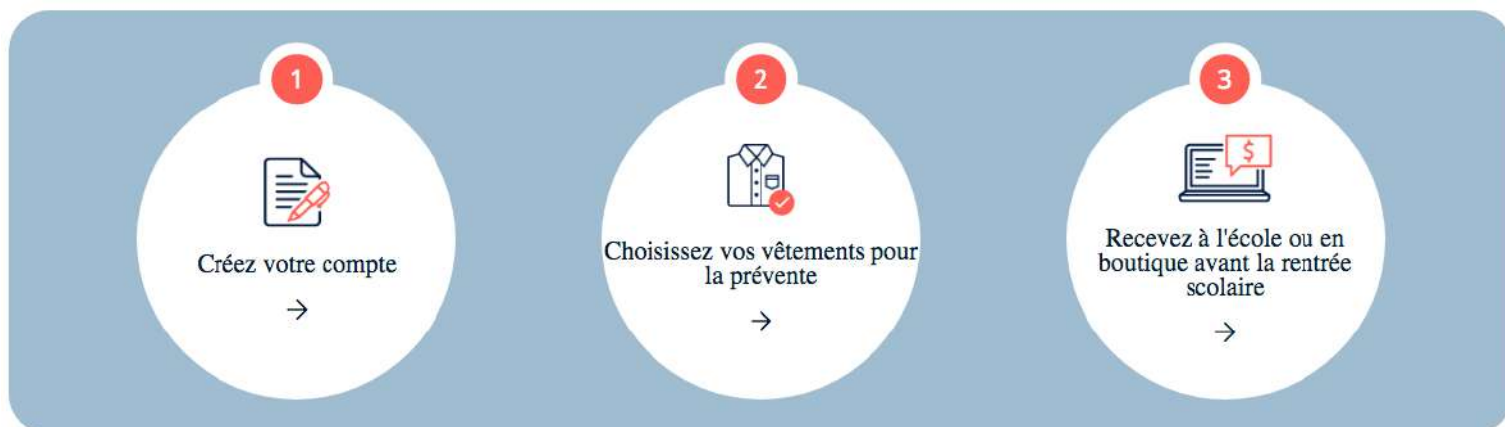 1
Créez votre compte
→
2
Choisissez vos vêtements pour
la prévente
→
3
$
Recevez à l'école ou en
boutique avant la rentrée
scolaire
→